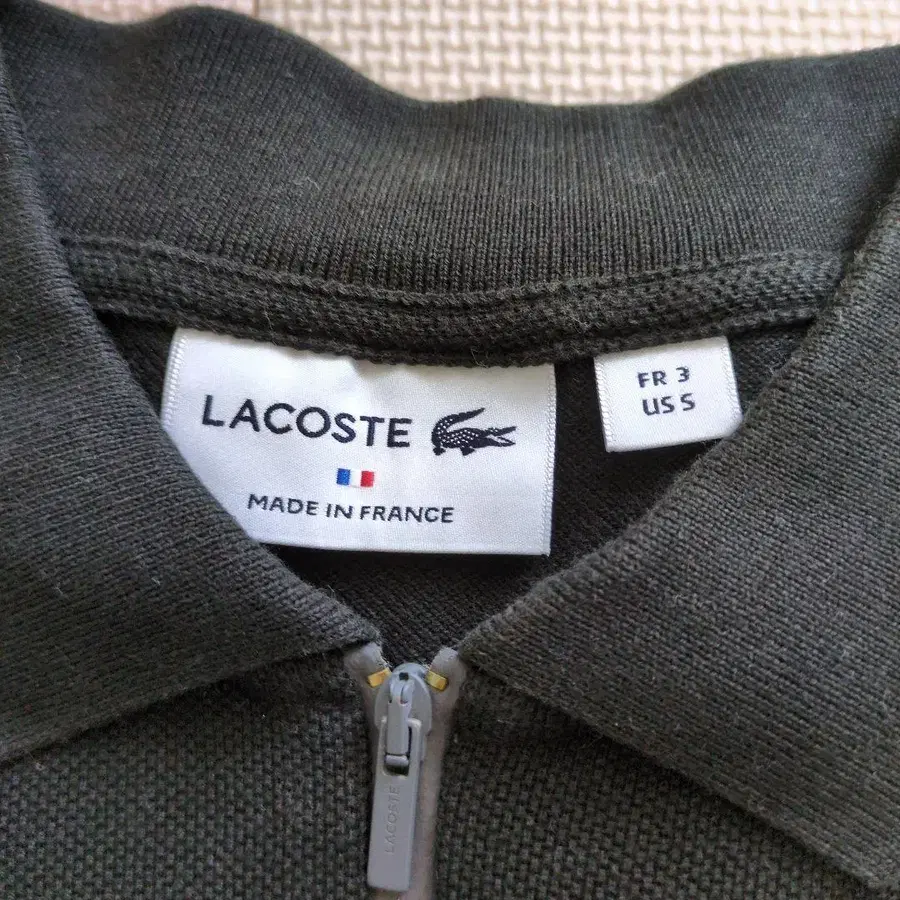 LACOSTE
MADE IN FRANCE
FR 3
US S
LACOSTE